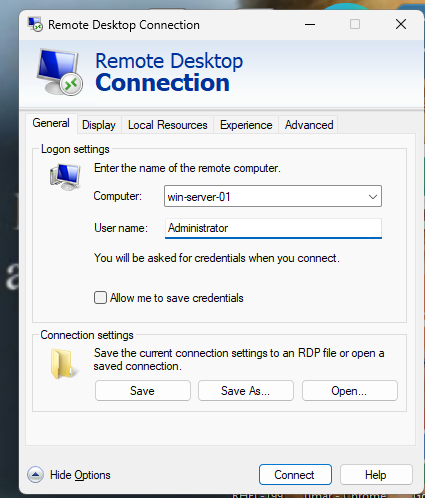 Remote Desktop Connection
Remote Desktop
Connection
General Display Local Resources Experience Advanced
Logon settings
Enter the name of the remote computer.
Computer: win-server-01
User name: Administrator
You will be asked for credentials when you connect.
Allow me to save credentials
Connection settings
Save the current connection settings to an RDP file or open a
saved connection.
Save Save As... Open...
Hide Options Connect Help